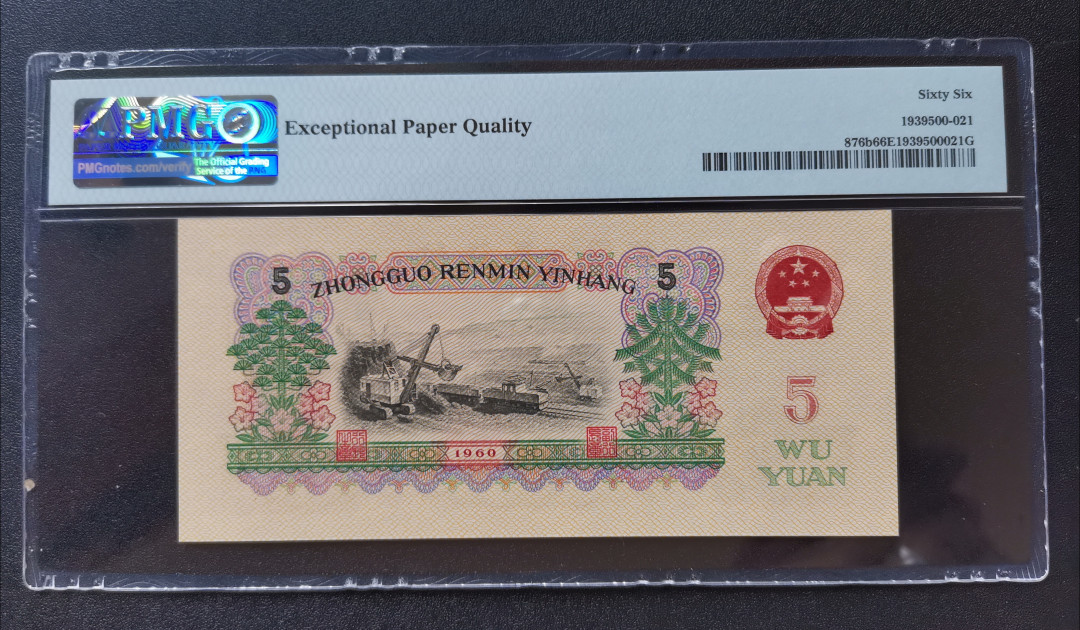 PMG
PMGnotes.com/verify
The Official Grading
Service of the ANA
Exceptional Paper Quality
Sixty Six
1939500-021
876b66E1939500021G
5
ZHONGGUO RENMIN YINHANG
5
1960
5
WU
YUAN